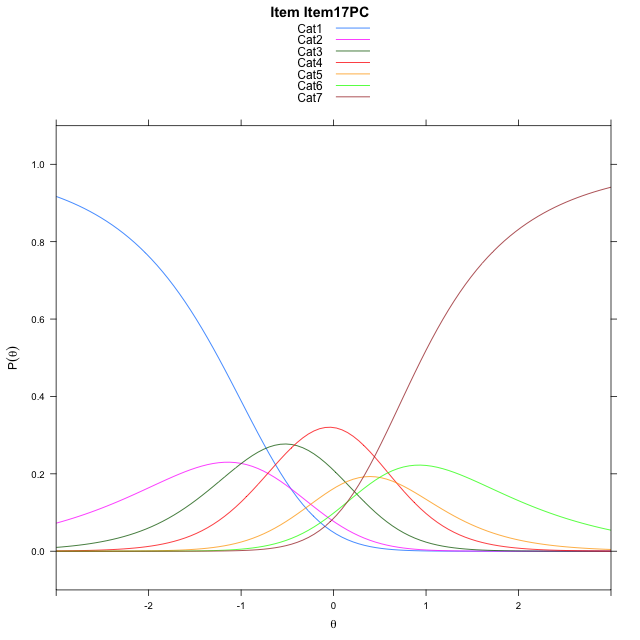 Item Item17PC
Cat1
Cat2
Cat3
Cat4
Cat5
Cat6
Cat7
1.0
0.8
0.6
0.4
0.2
0.0
P(θ)
-2 -1 0 1 2
θ